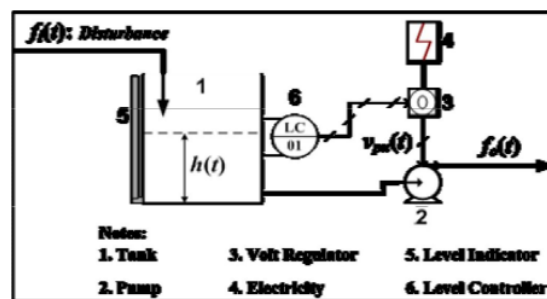 fᵢ(t): Disturbance
4
1
6
5
3
LC
01
vₚᵤ(t)
fₒ(t)
h(t)
2
Notes:
1. Tank 3. Volt Regulator 5. Level Indicator
2. Pump 4. Electricity 6. Level Controller